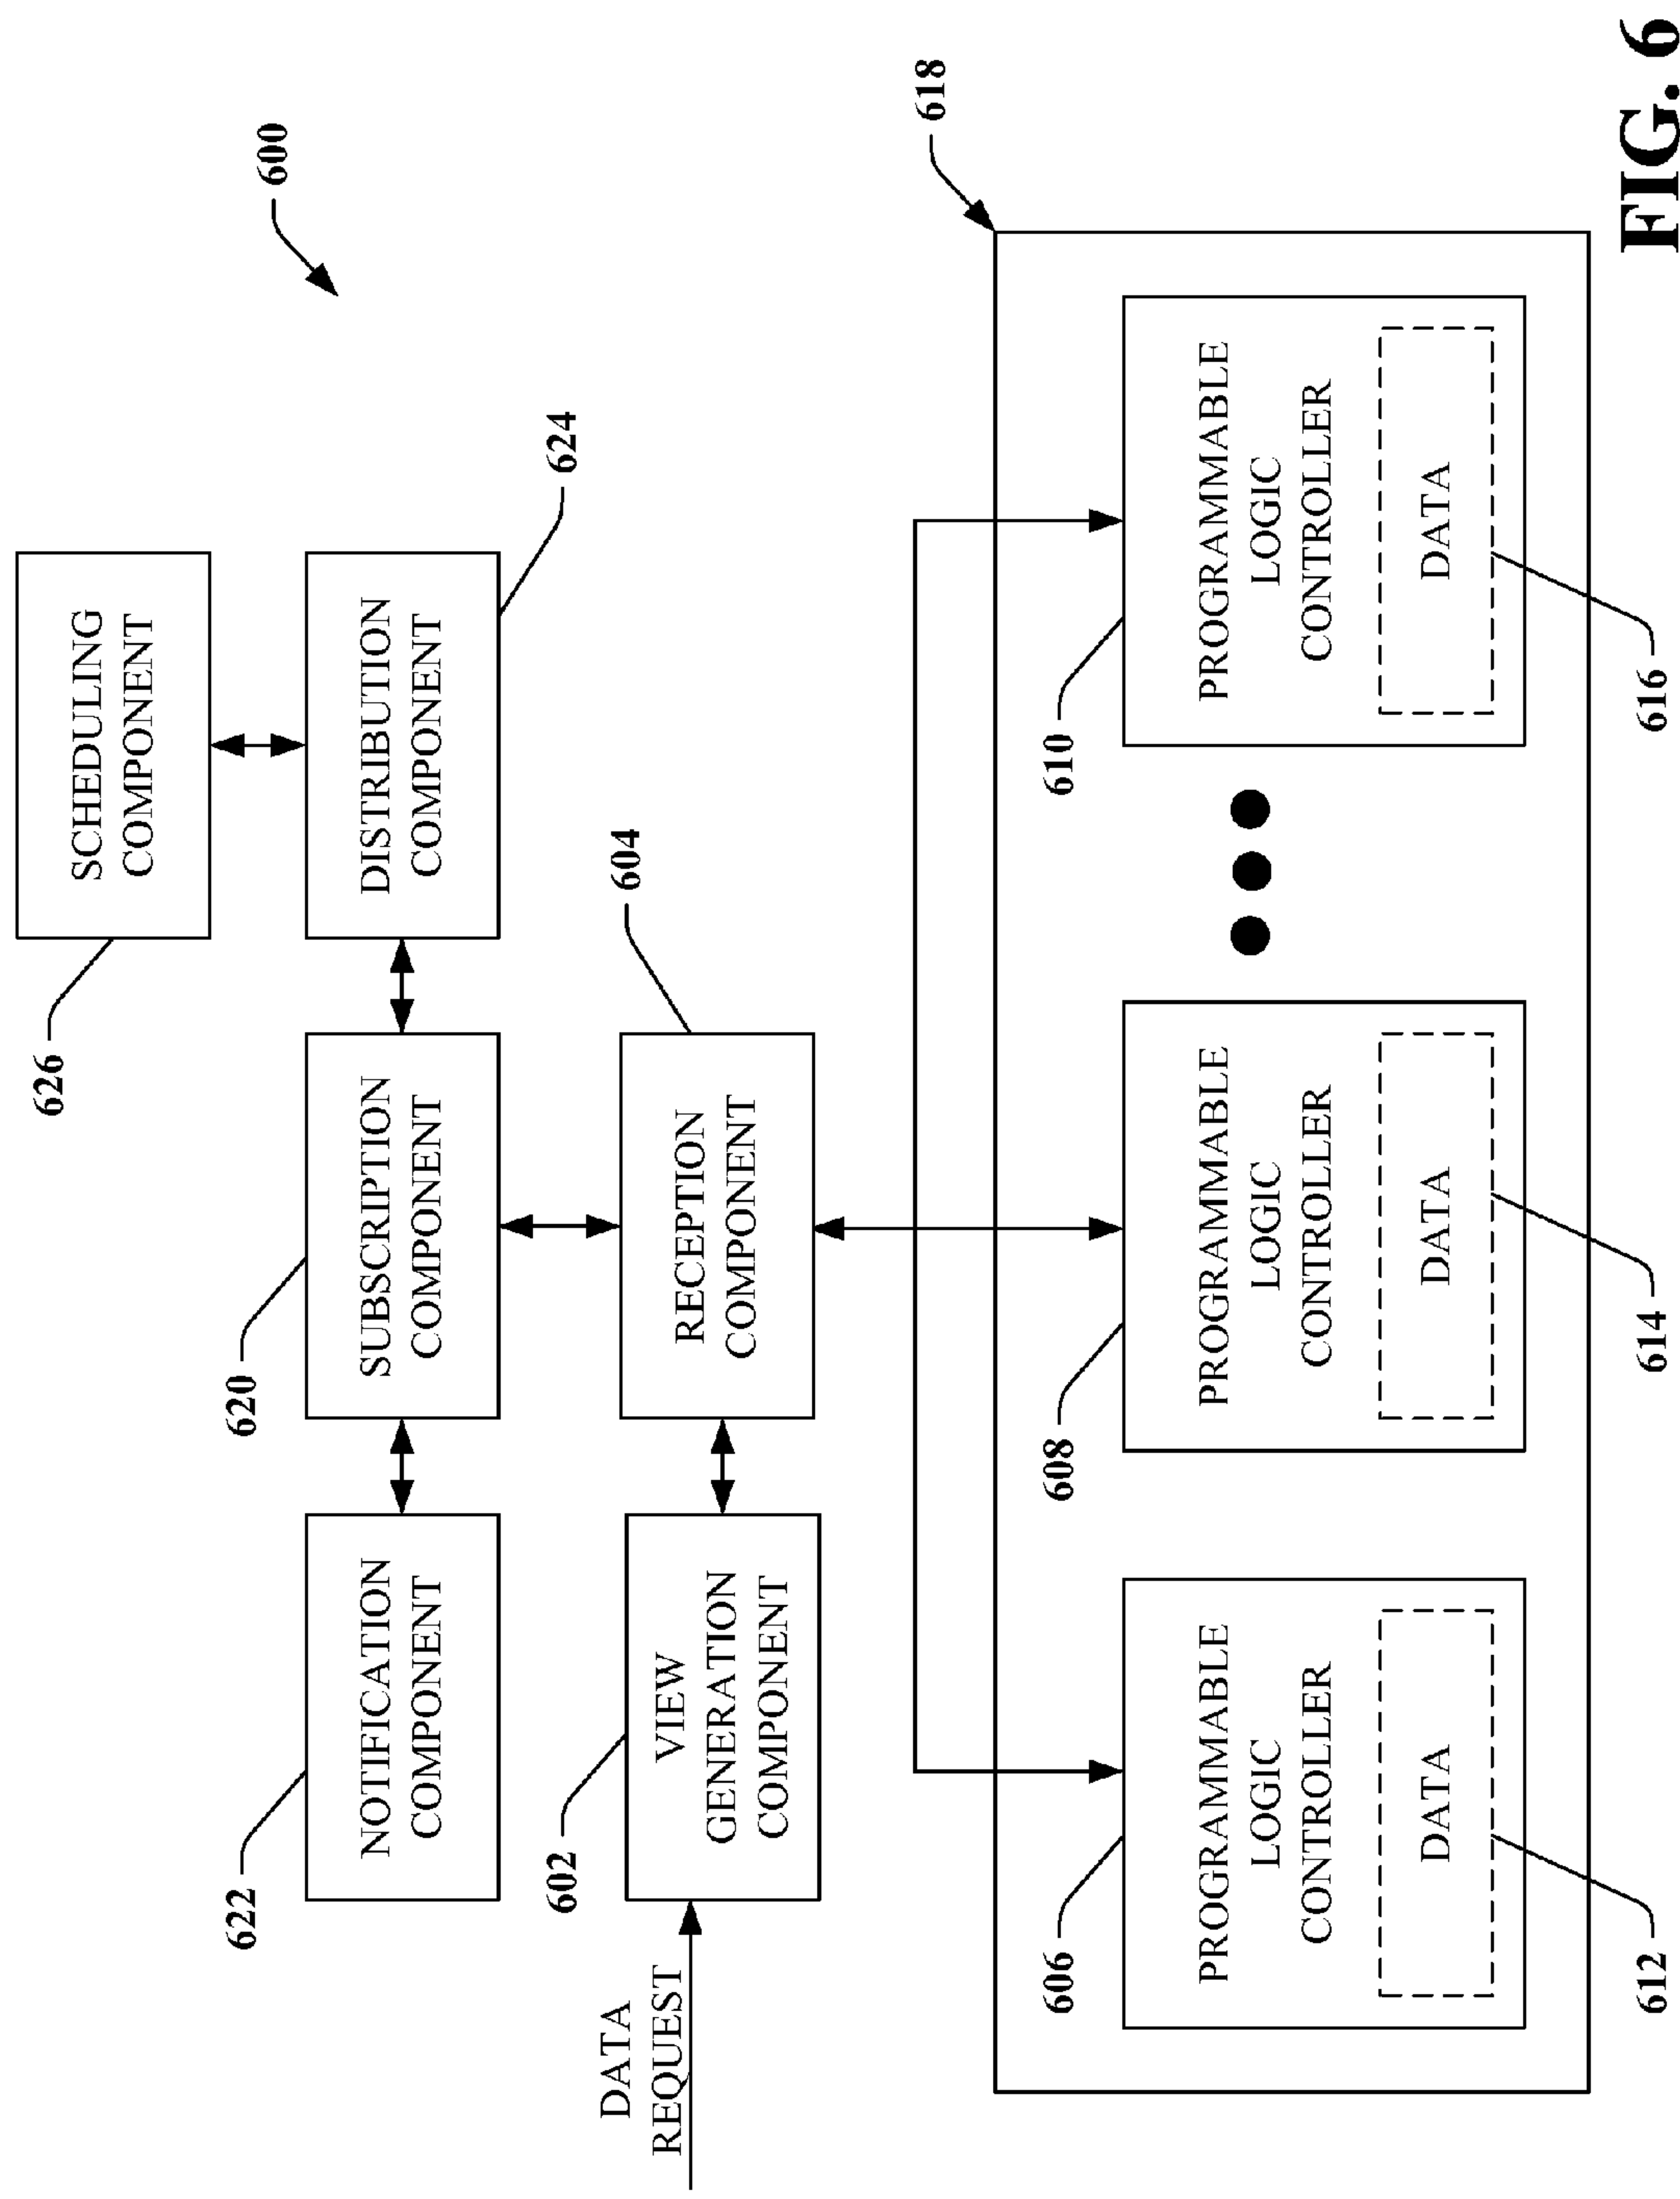 600
626
SCHEDULING
COMPONENT
622
NOTIFICATION
COMPONENT
620
SUBSCRIPTION
COMPONENT
DISTRIBUTION
COMPONENT
624
DATA
REQUEST
602
VIEW
GENERATION
COMPONENT
RECEPTION
COMPONENT
604
618
606
PROGRAMMABLE
LOGIC
CONTROLLER
DATA
612
608
PROGRAMMABLE
LOGIC
CONTROLLER
DATA
614
610
PROGRAMMABLE
LOGIC
CONTROLLER
DATA
616
FIG. 6